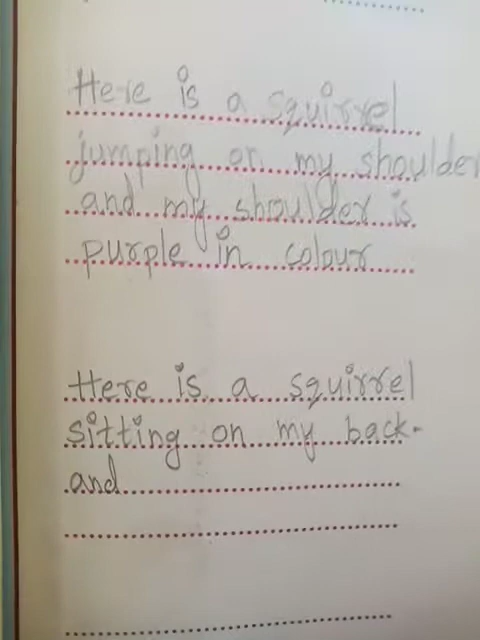 Here is a squirrel
jumping on my shoulder
and my shoulder is
purple in colour
Here is a squirrel
sitting on my back-
and